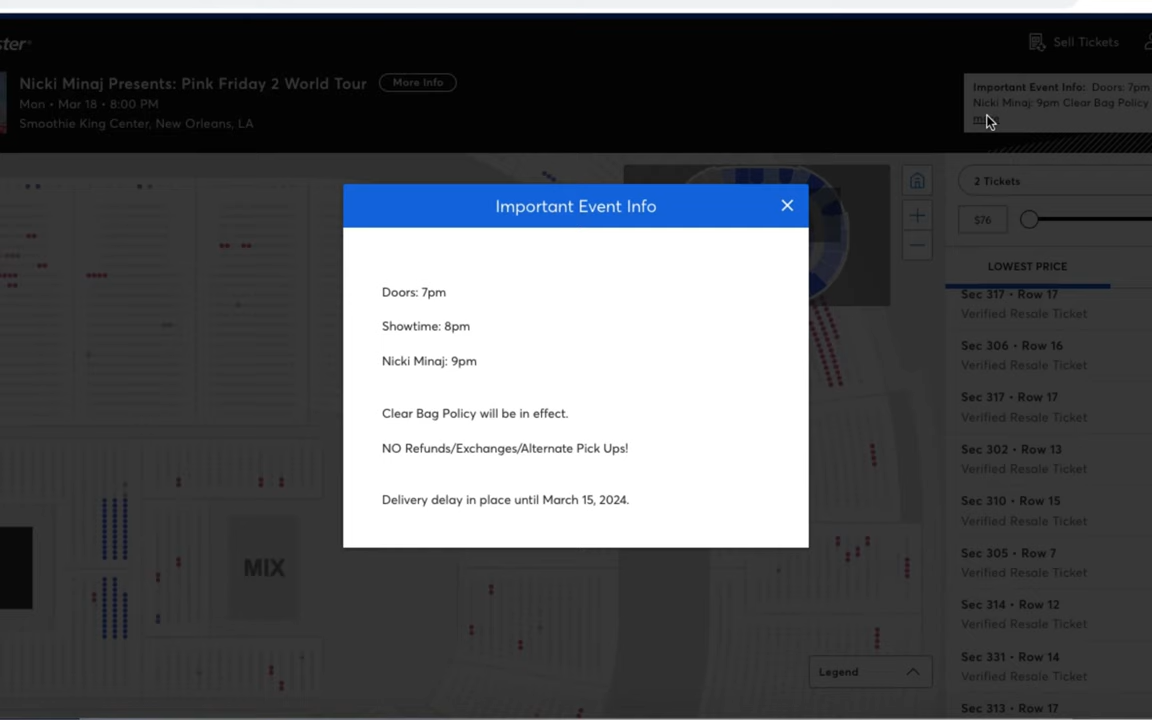 ster
Sell Tickets
Nicki Minaj Presents: Pink Friday 2 World Tour
More Info
Mon • Mar 18 • 8:00 PM
Smoothie King Center, New Orleans, LA
Important Event Info: Doors: 7pm
Nicki Minaj: 9pm Clear Bag Policy
Important Event Info
Doors: 7pm
Showtime: 8pm
Nicki Minaj: 9pm
Clear Bag Policy will be in effect.
NO Refunds/Exchanges/Alternate Pick Ups!
Delivery delay in place until March 15, 2024.
MIX
Legend
2 Tickets
$76
LOWEST PRICE
Sec 317 • Row 17
Verified Resale Ticket
Sec 306 • Row 16
Verified Resale Ticket
Sec 317 • Row 17
Verified Resale Ticket
Sec 302 • Row 13
Verified Resale Ticket
Sec 310 • Row 15
Verified Resale Ticket
Sec 305 • Row 7
Verified Resale Ticket
Sec 314 • Row 12
Verified Resale Ticket
Sec 331 • Row 14
Verified Resale Ticket
Sec 313 • Row 17